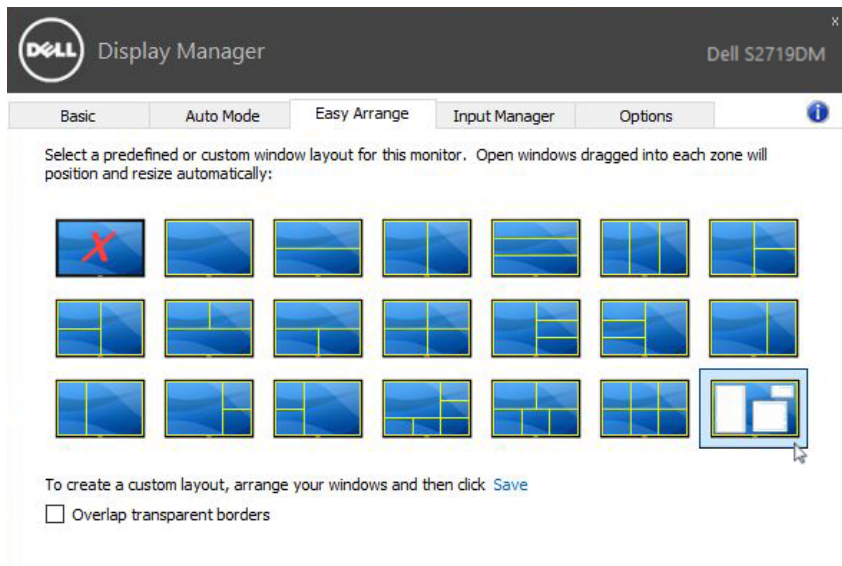 x
DELL
Display Manager
Dell S2719DM
Basic
Auto Mode
Easy Arrange
Input Manager
Options
i
Select a predefined or custom window layout for this monitor. Open windows dragged into each zone will
position and resize automatically:
X
To create a custom layout, arrange your windows and then click Save
Overlap transparent borders